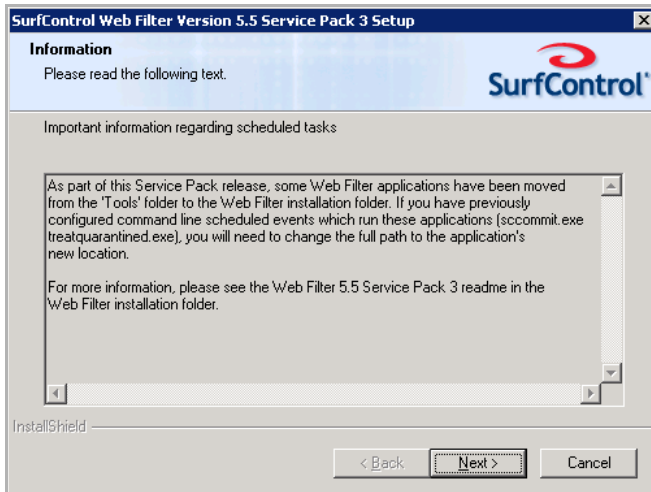 SurfControl Web Filter Version 5.5 Service Pack 3 Setup
Information
Please read the following text.
SurfControl
Important information regarding scheduled tasks
As part of this Service Pack release, some Web Filter applications have been moved
from the 'Tools' folder to the Web Filter installation folder. If you have previously
configured command line scheduled events which run these applications (sccommit.exe
treatquarantined.exe), you will need to change the full path to the application's
new location.
For more information, please see the Web Filter 5.5 Service Pack 3 readme in the
Web Filter installation folder.
InstallShield
< Back
Next >
Cancel